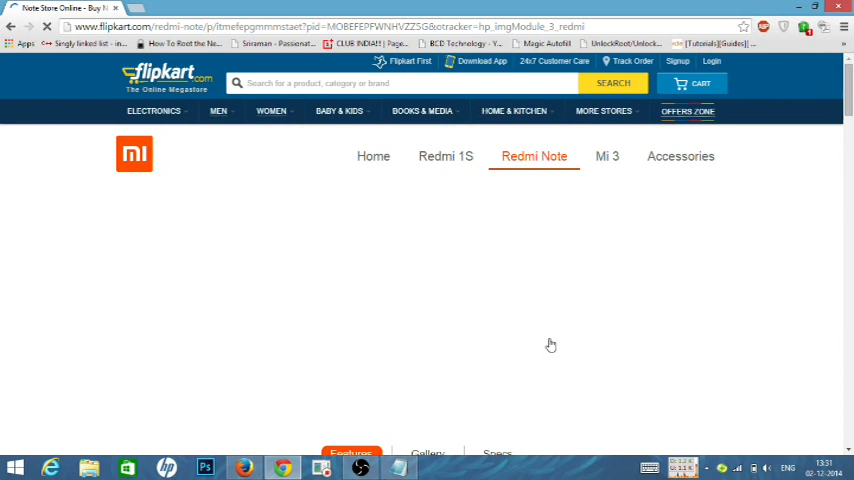 Note Store Online - Buy N
www.flipkart.com/redmi-note/p/itmefepgmmmstaet?pid=MOBEFEPFWNHVZZSG&otracker=hp_imgModule_3_redmi
Apps Singly linked list - in... How To Root the Ne... Sriraman - Passionat... CLUB INDIA!! | Page... BCD Technology - Y... Magic Autofill UnlockRoot/Unlock... [Tutorials][Guides]|... »
Flipkart First Download App 24x7 Customer Care Track Order Signup Login
flipkart.com
The Online Megastore
Search for a product, category or brand SEARCH CART
ELECTRONICS MEN WOMEN BABY & KIDS BOOKS & MEDIA HOME & KITCHEN MORE STORES OFFERS ZONE
mi Home Redmi 1S Redmi Note Mi 3 Accessories
Features Gallery Specs
hp Ps ENG 13:31
02-12-2014